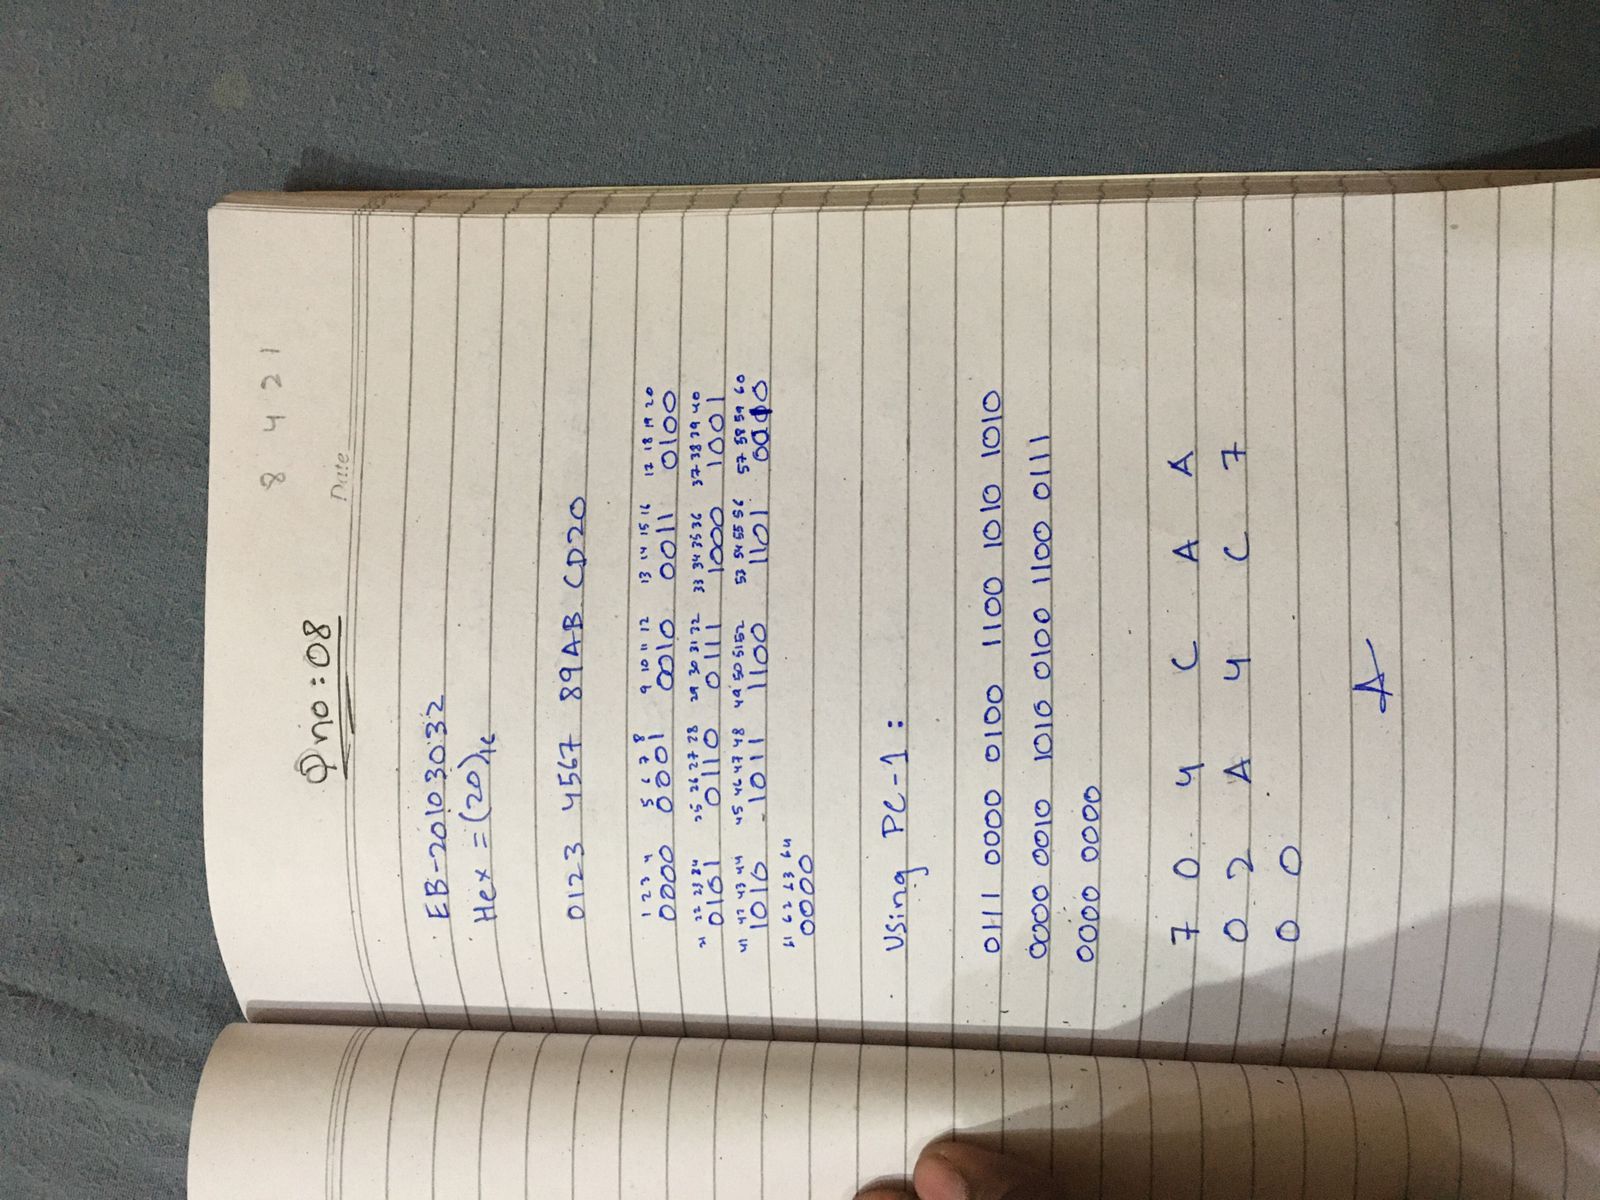 8 4 2 1
Date
Qno:08
EB-20103032
Hex = (20)16
0123 4567 89AB CD20
1 2 3 4 5 6 7 8 9 10 11 12 13 14 15 16 17 18 19 20
0000 0001 0010 0011 0100
21 22 23 24 25 26 27 28 29 30 31 32 33 34 35 36 37 38 39 40
0101 0110 0111 1000 1001
41 42 43 44 45 46 47 48 49 50 51 52 53 54 55 56 57 58 59 60
1010 1011 1100 1101 0010
61 62 63 64
0000
Using PC-1:
0111 0000 0100 1100 1010 1010
0000 0010 1010 0100 1100 0111
0000 0000
7 0 4 C A A
0 2 A 4 C 7
0 0